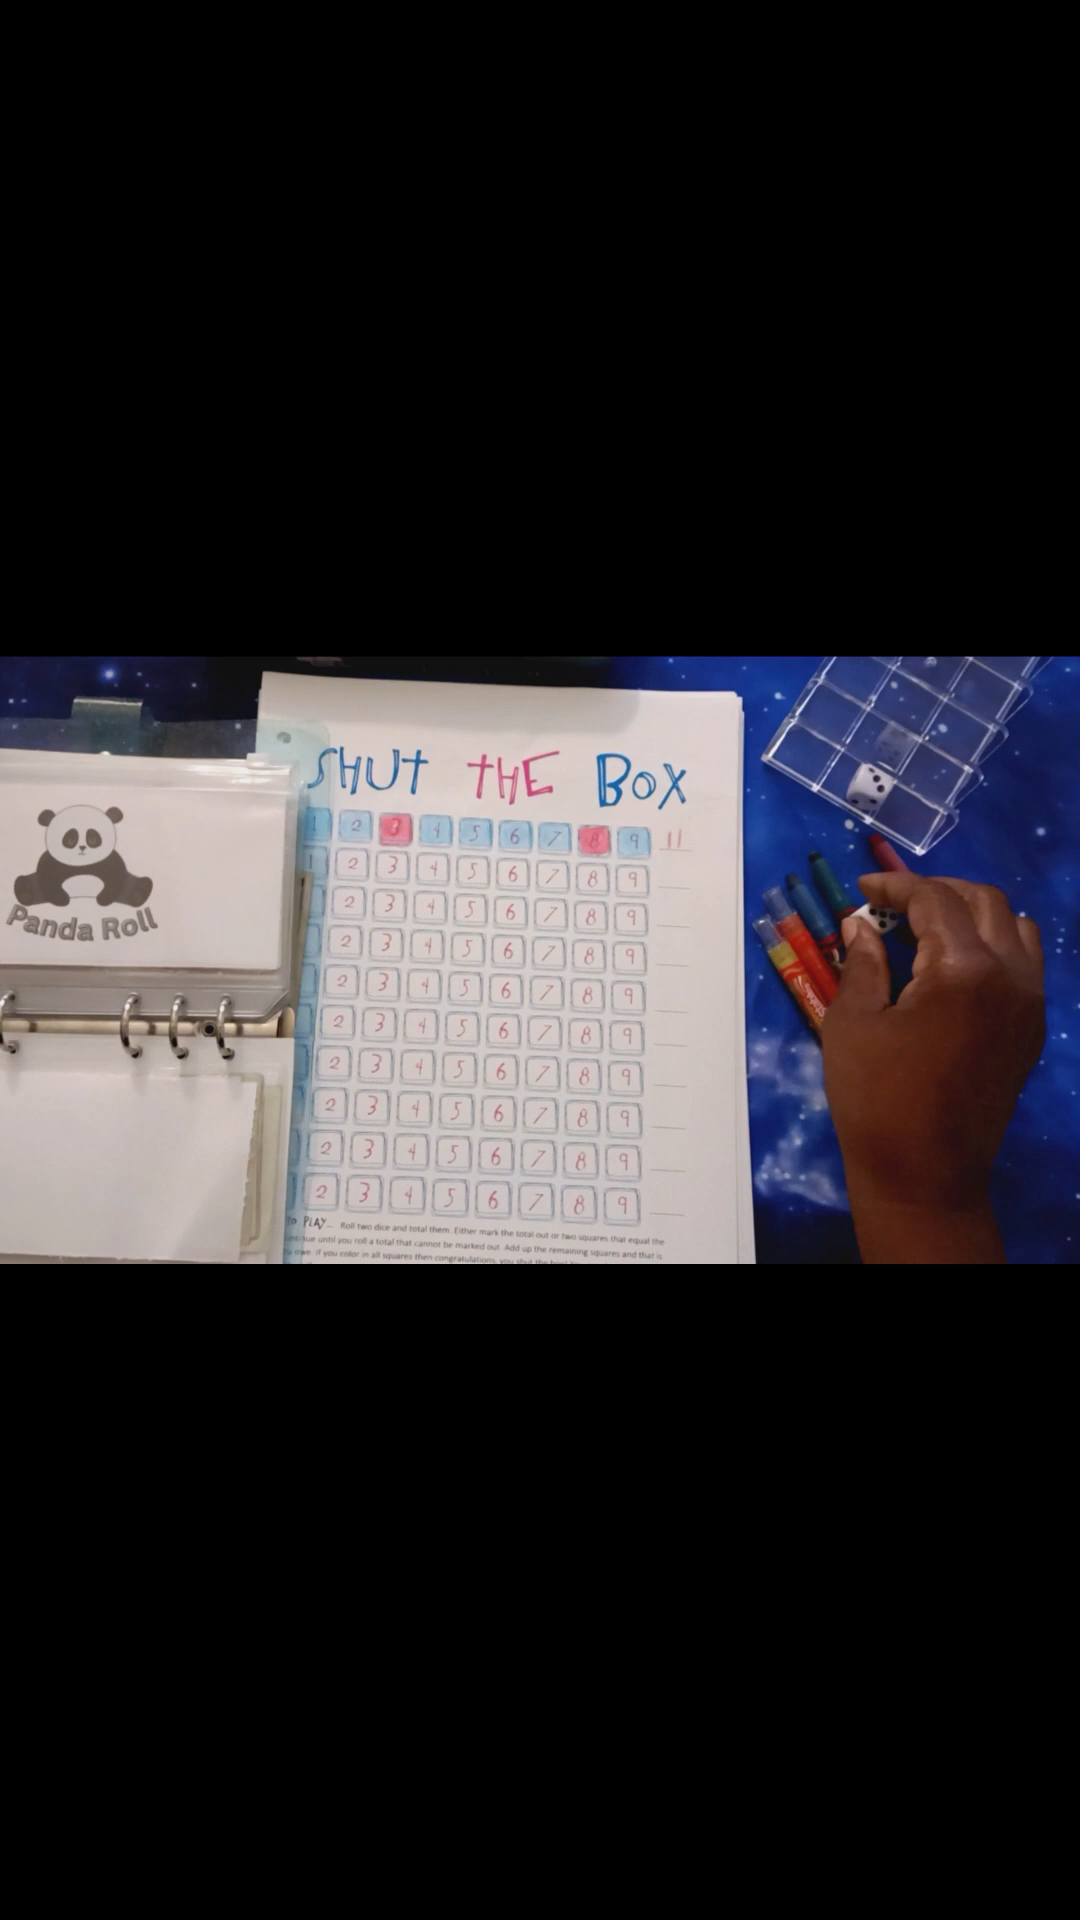 SHUT THE BOX
1 2 3 4 5 6 7 8 9 11
1 2 3 4 5 6 7 8 9
2 3 4 5 6 7 8 9
2 3 4 5 6 7 8 9
2 3 4 5 6 7 8 9
2 3 4 5 6 7 8 9
2 3 4 5 6 7 8 9
2 3 4 5 6 7 8 9
2 3 4 5 6 7 8 9
2 3 4 5 6 7 8 9
PLAY... Roll two dice and total them. Either mark the total out or two squares that equal the
until you roll a total that cannot be marked out. Add up the remaining squares and that is
owe. If you color in all squares then congratulations, you shut the box!
Panda Roll